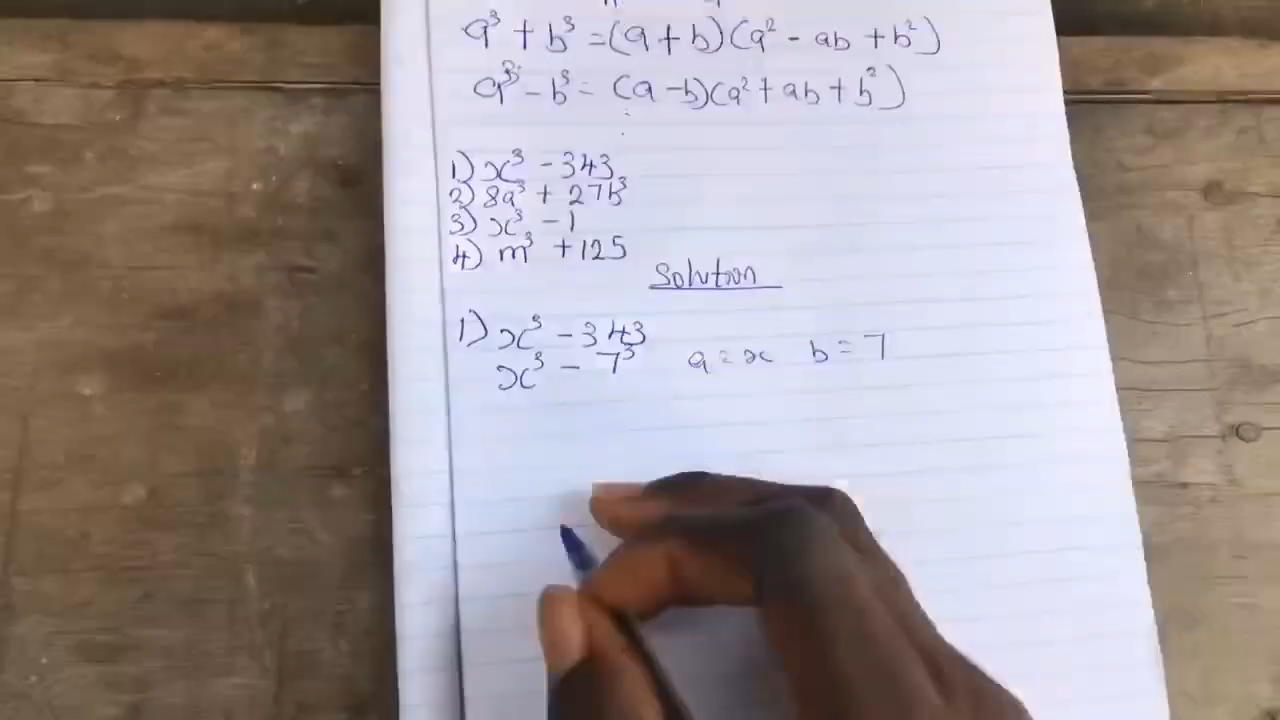 a³ + b³ = (a + b)(a² - ab + b²)
a³ - b³ = (a - b)(a² + ab + b²)
1) x³ - 343
2) 8a³ + 27b³
3) x³ - 1
4) m³ + 125
Solution
1) x³ - 343
x³ - 7³ a = x b = 7